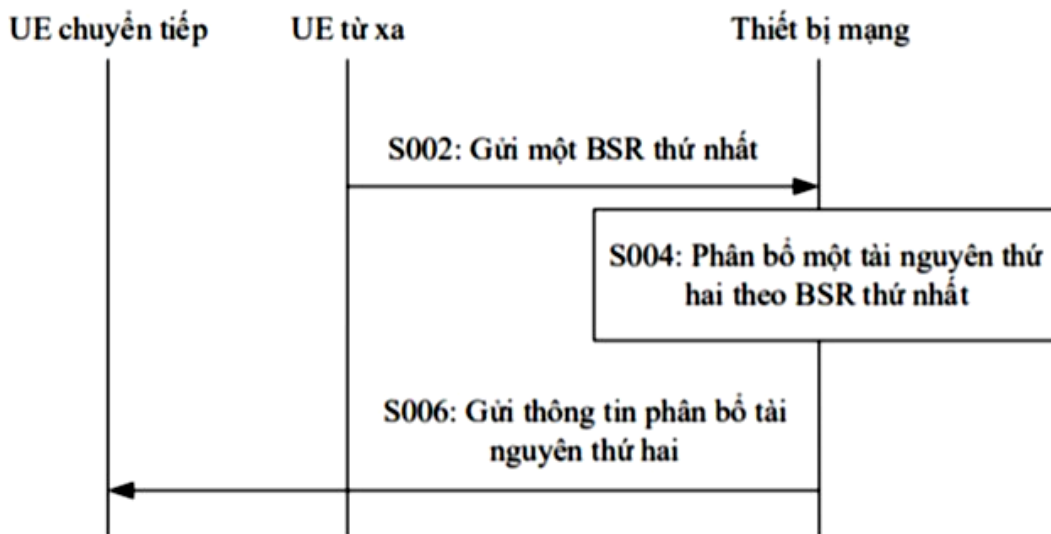 UE chuyển tiếp
UE từ xa
Thiết bị mạng
S002: Gửi một BSR thứ nhất
S004: Phân bổ một tài nguyên thứ
hai theo BSR thứ nhất
S006: Gửi thông tin phân bổ tài
nguyên thứ hai